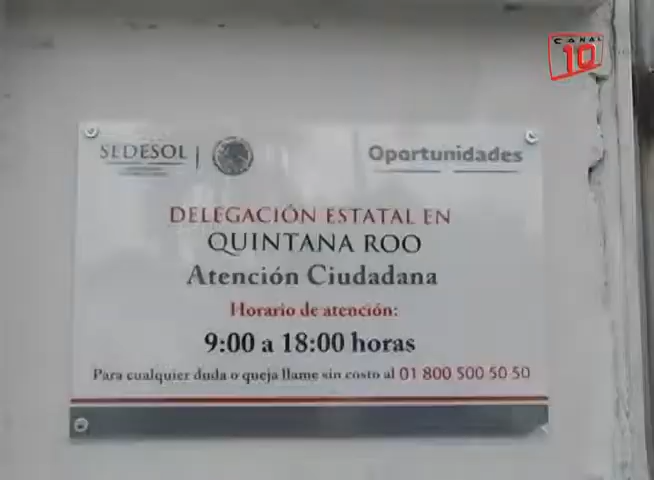 CANAL
10
SEDESOL
Oportunidades
DELEGACIÓN ESTATAL EN
QUINTANA ROO
Atención Ciudadana
Horario de atención:
9:00 a 18:00 horas
Para cualquier duda o queja llame sin costo al 01 800 500 50 50